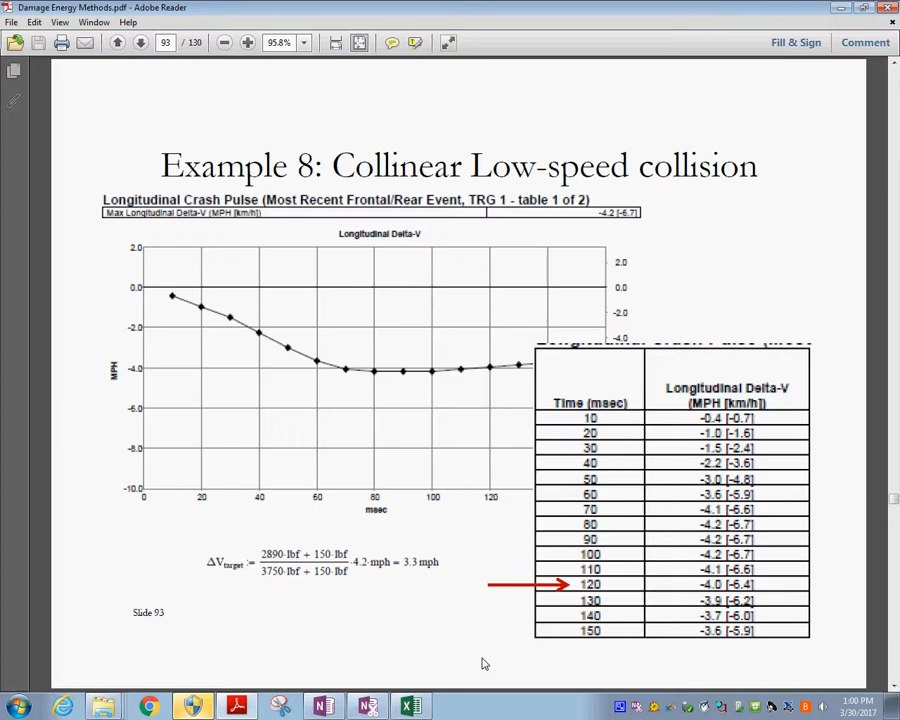 Damage Energy Methods.pdf - Adobe Reader
File Edit View Window Help
93 / 130 95.8% Fill & Sign Comment
Example 8: Collinear Low-speed collision
Longitudinal Crash Pulse (Most Recent Frontal/Rear Event, TRG 1 - table 1 of 2)
Max Longitudinal Delta-V (MPH [km/h]) -4.2 [-6.7]
Longitudinal Delta-V
2.0
0.0
-2.0
-4.0
-6.0
-8.0
-10.0
MPH
2.0
0.0
-2.0
-4.0
0 20 40 60 80 100 120
msec
Time (msec) Longitudinal Delta-V
(MPH [km/h])
10 -0.4 [-0.7]
20 -1.0 [-1.6]
30 -1.5 [-2.4]
40 -2.2 [-3.6]
50 -3.0 [-4.8]
60 -3.6 [-5.9]
70 -4.1 [-6.6]
80 -4.2 [-6.7]
90 -4.2 [-6.7]
100 -4.2 [-6.7]
110 -4.1 [-6.6]
120 -4.0 [-6.4]
130 -3.9 [-6.2]
140 -3.7 [-6.0]
150 -3.6 [-5.9]
ΔVtarget := (2890·lbf + 150·lbf) / (3750·lbf + 150·lbf) ·4.2·mph = 3.3 mph
Slide 93
1:00 PM
3/30/2017